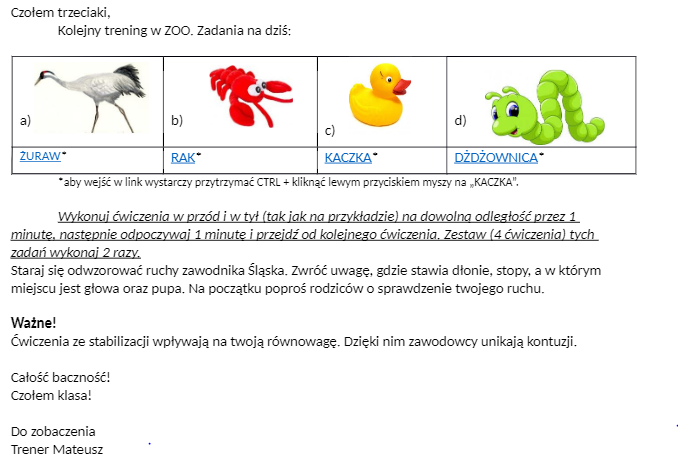 Czołem trzeciaki,
Kolejny trening w ZOO. Zadania na dziś:
a) b) c) d)
ŻURAW* RAK* KACZKA* DŻDŻOWNICA*
*aby wejść w link wystarczy przytrzymać CTRL + kliknąć lewym przyciskiem myszy na „KACZKA”.
Wykonuj ćwiczenia w przód i w tył (tak jak na przykładzie) na dowolną odległość przez 1
minutę, następnie odpoczywaj 1 minutę i przejdź od kolejnego ćwiczenia. Zestaw (4 ćwiczenia) tych
zadań wykonaj 2 razy.
Staraj się odwzorować ruchy zawodnika Śląska. Zwróć uwagę, gdzie stawia dłonie, stopy, a w którym
miejscu jest głowa oraz pupa. Na początku poproś rodziców o sprawdzenie twojego ruchu.
Ważne!
Ćwiczenia ze stabilizacji wpływają na twoją równowagę. Dzięki nim zawodowcy unikają kontuzji.
Całość baczność!
Czołem klasa!
Do zobaczenia
Trener Mateusz